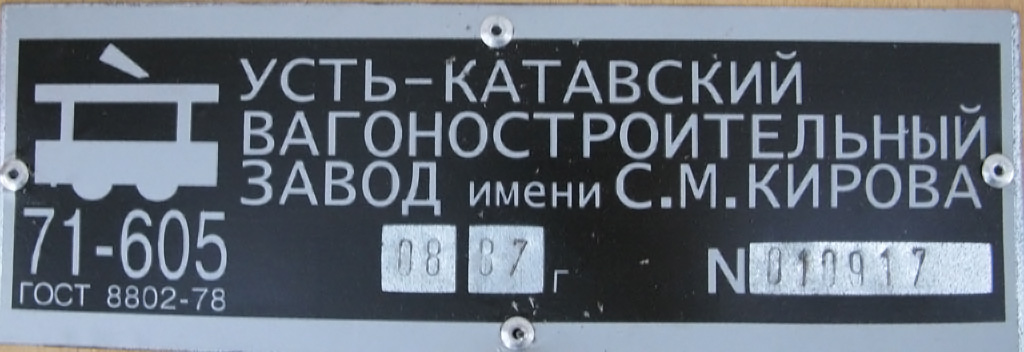 УСТЬ-КАТАВСКИЙ
ВАГОНОСТРОИТЕЛЬНЫЙ
ЗАВОД имени С.М.КИРОВА
71-605
ГОСТ 8802-78
08 87 г
N 010917